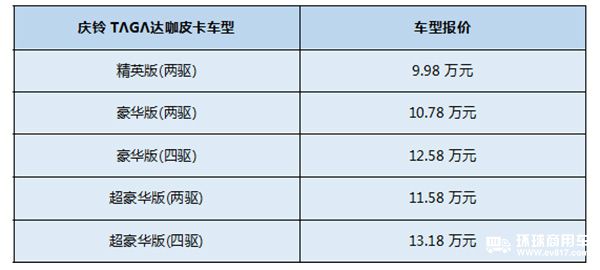 庆铃 TΛGΛ达咖皮卡车型 车型报价
精英版(两驱) 9.98 万元
豪华版(两驱) 10.78 万元
豪华版(四驱) 12.58 万元
超豪华版(两驱) 11.58 万元
超豪华版(四驱) 13.18 万元
环球商用车
www.ev817.com